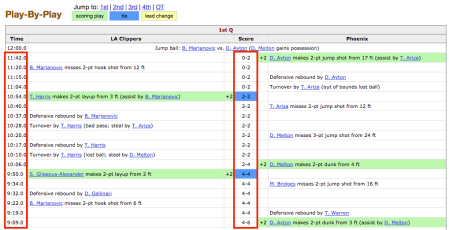 Play-By-Play
Jump to: 1st | 2nd | 3rd | 4th | OT
scoring play tie lead change
1st Q
Time LA Clippers Score Phoenix
12:00.0 Jump ball: B. Marjanovic vs. D. Ayton (D. Melton gains possession)
11:42.0 0-2 +2 D. Ayton makes 2-pt jump shot from 17 ft (assist by T. Ariza)
11:20.0 B. Marjanovic misses 2-pt hook shot from 12 ft 0-2
11:15.0 0-2 Defensive rebound by D. Ayton
11:04.0 0-2 Turnover by T. Ariza (out of bounds lost ball)
10:54.0 T. Harris makes 2-pt layup from 3 ft (assist by B. Marjanovic) +2 2-2
10:40.0 2-2 T. Ariza misses 2-pt jump shot from 12 ft
10:37.0 Defensive rebound by B. Marjanovic 2-2
10:28.0 Turnover by T. Harris (bad pass; steal by T. Ariza) 2-2
10:20.0 2-2 D. Melton misses 3-pt jump shot from 24 ft
10:17.0 Defensive rebound by T. Harris 2-2
10:10.0 Turnover by T. Harris (lost ball; steal by D. Melton) 2-2
10:06.0 2-4 +2 D. Melton makes 2-pt dunk from 4 ft
9:50.0 S. Gilgeous-Alexander makes 2-pt layup from 2 ft +2 4-4
9:34.0 4-4 M. Bridges misses 2-pt jump shot from 16 ft
9:32.0 Defensive rebound by D. Gallinari 4-4
9:22.0 B. Marjanovic misses 2-pt hook shot from 6 ft 4-4
9:19.0 4-4 Defensive rebound by T. Warren
9:09.0 4-6 +2 D. Ayton makes 2-pt dunk from 3 ft (assist by D. Melton)